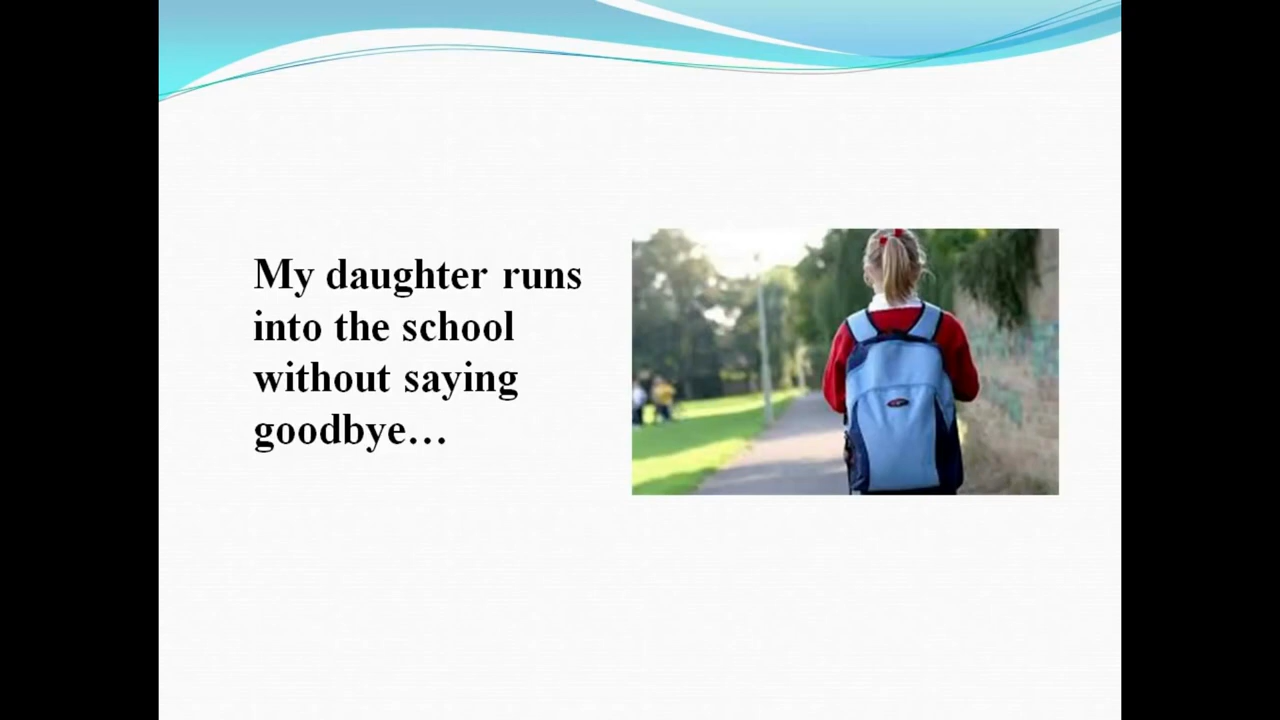 My daughter runs
into the school
without saying
goodbye…